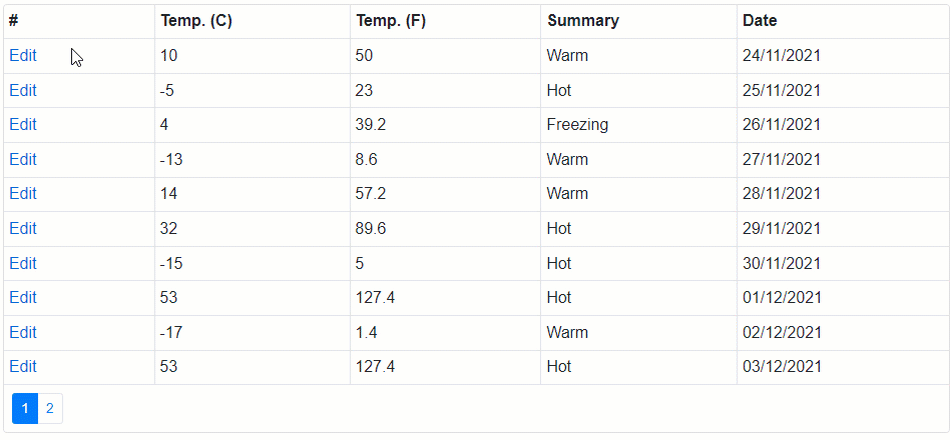 # Temp. (C) Temp. (F) Summary Date
Edit 10 50 Warm 24/11/2021
Edit -5 23 Hot 25/11/2021
Edit 4 39.2 Freezing 26/11/2021
Edit -13 8.6 Warm 27/11/2021
Edit 14 57.2 Warm 28/11/2021
Edit 32 89.6 Hot 29/11/2021
Edit -15 5 Hot 30/11/2021
Edit 53 127.4 Hot 01/12/2021
Edit -17 1.4 Warm 02/12/2021
Edit 53 127.4 Hot 03/12/2021
1 2